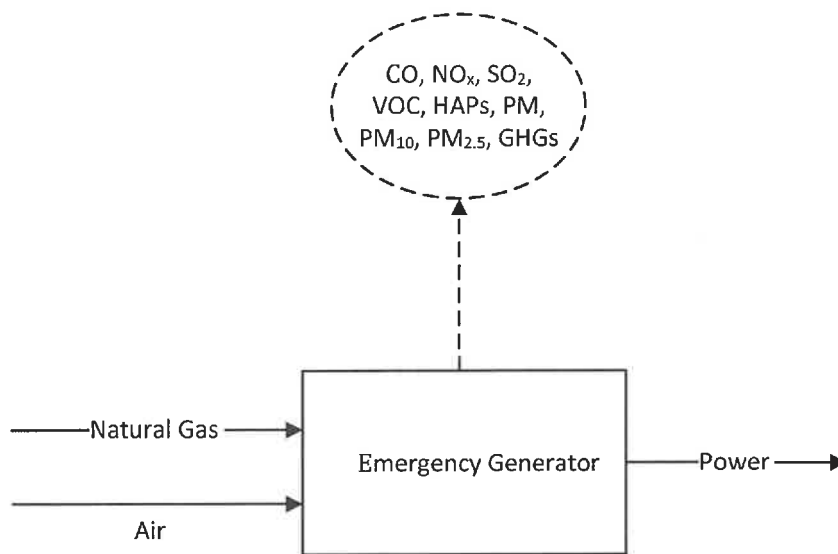 CO, NOₓ, SO₂,
VOC, HAPs, PM,
PM₁₀, PM₂.₅, GHGs
Natural Gas
Emergency Generator
Power
Air